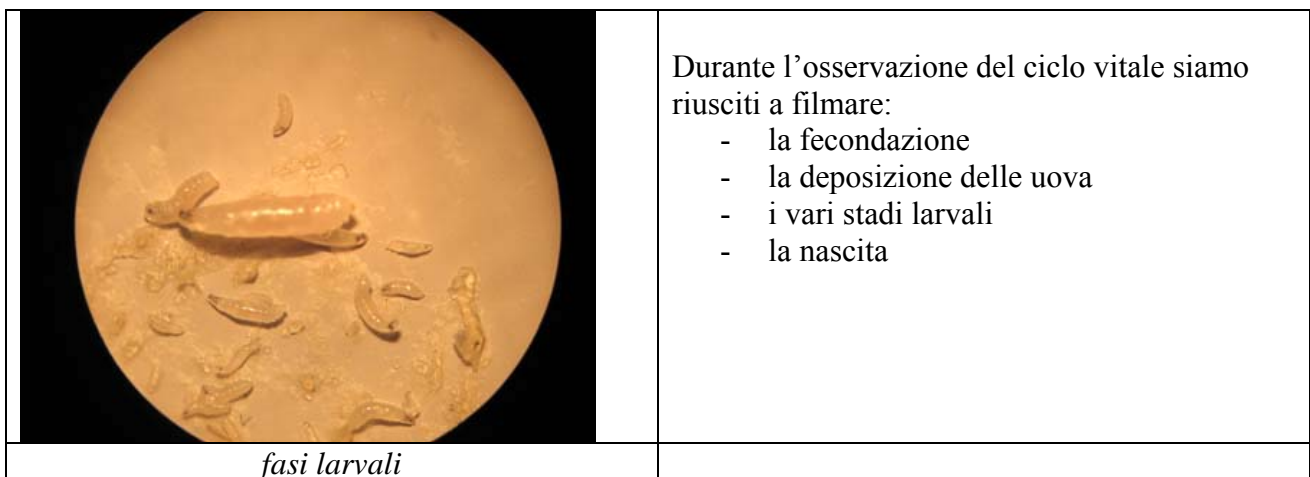 Durante l’osservazione del ciclo vitale siamo
riusciti a filmare:
- la fecondazione
- la deposizione delle uova
- i vari stadi larvali
- la nascita
fasi larvali